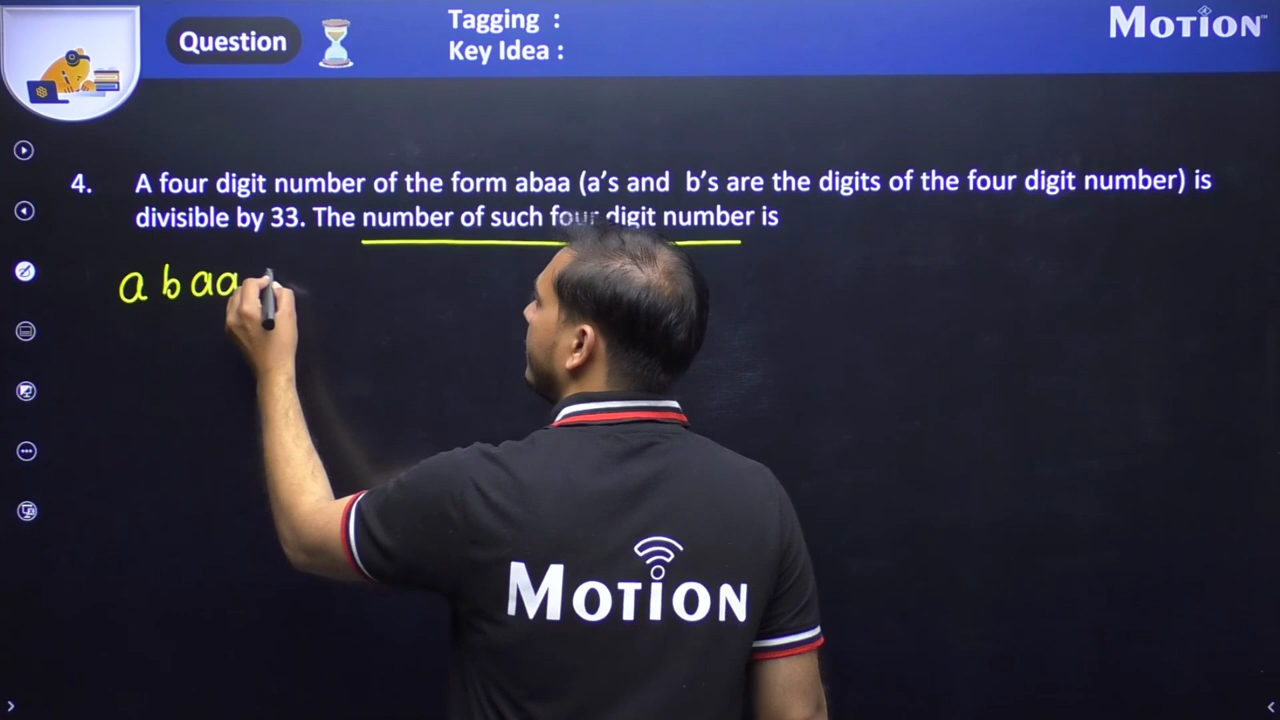 Question
Tagging :
Key Idea :
MOTION
4. A four digit number of the form abaa (a's and b's are the digits of the four digit number) is
divisible by 33. The number of such four digit number is
a b aa
MOTION